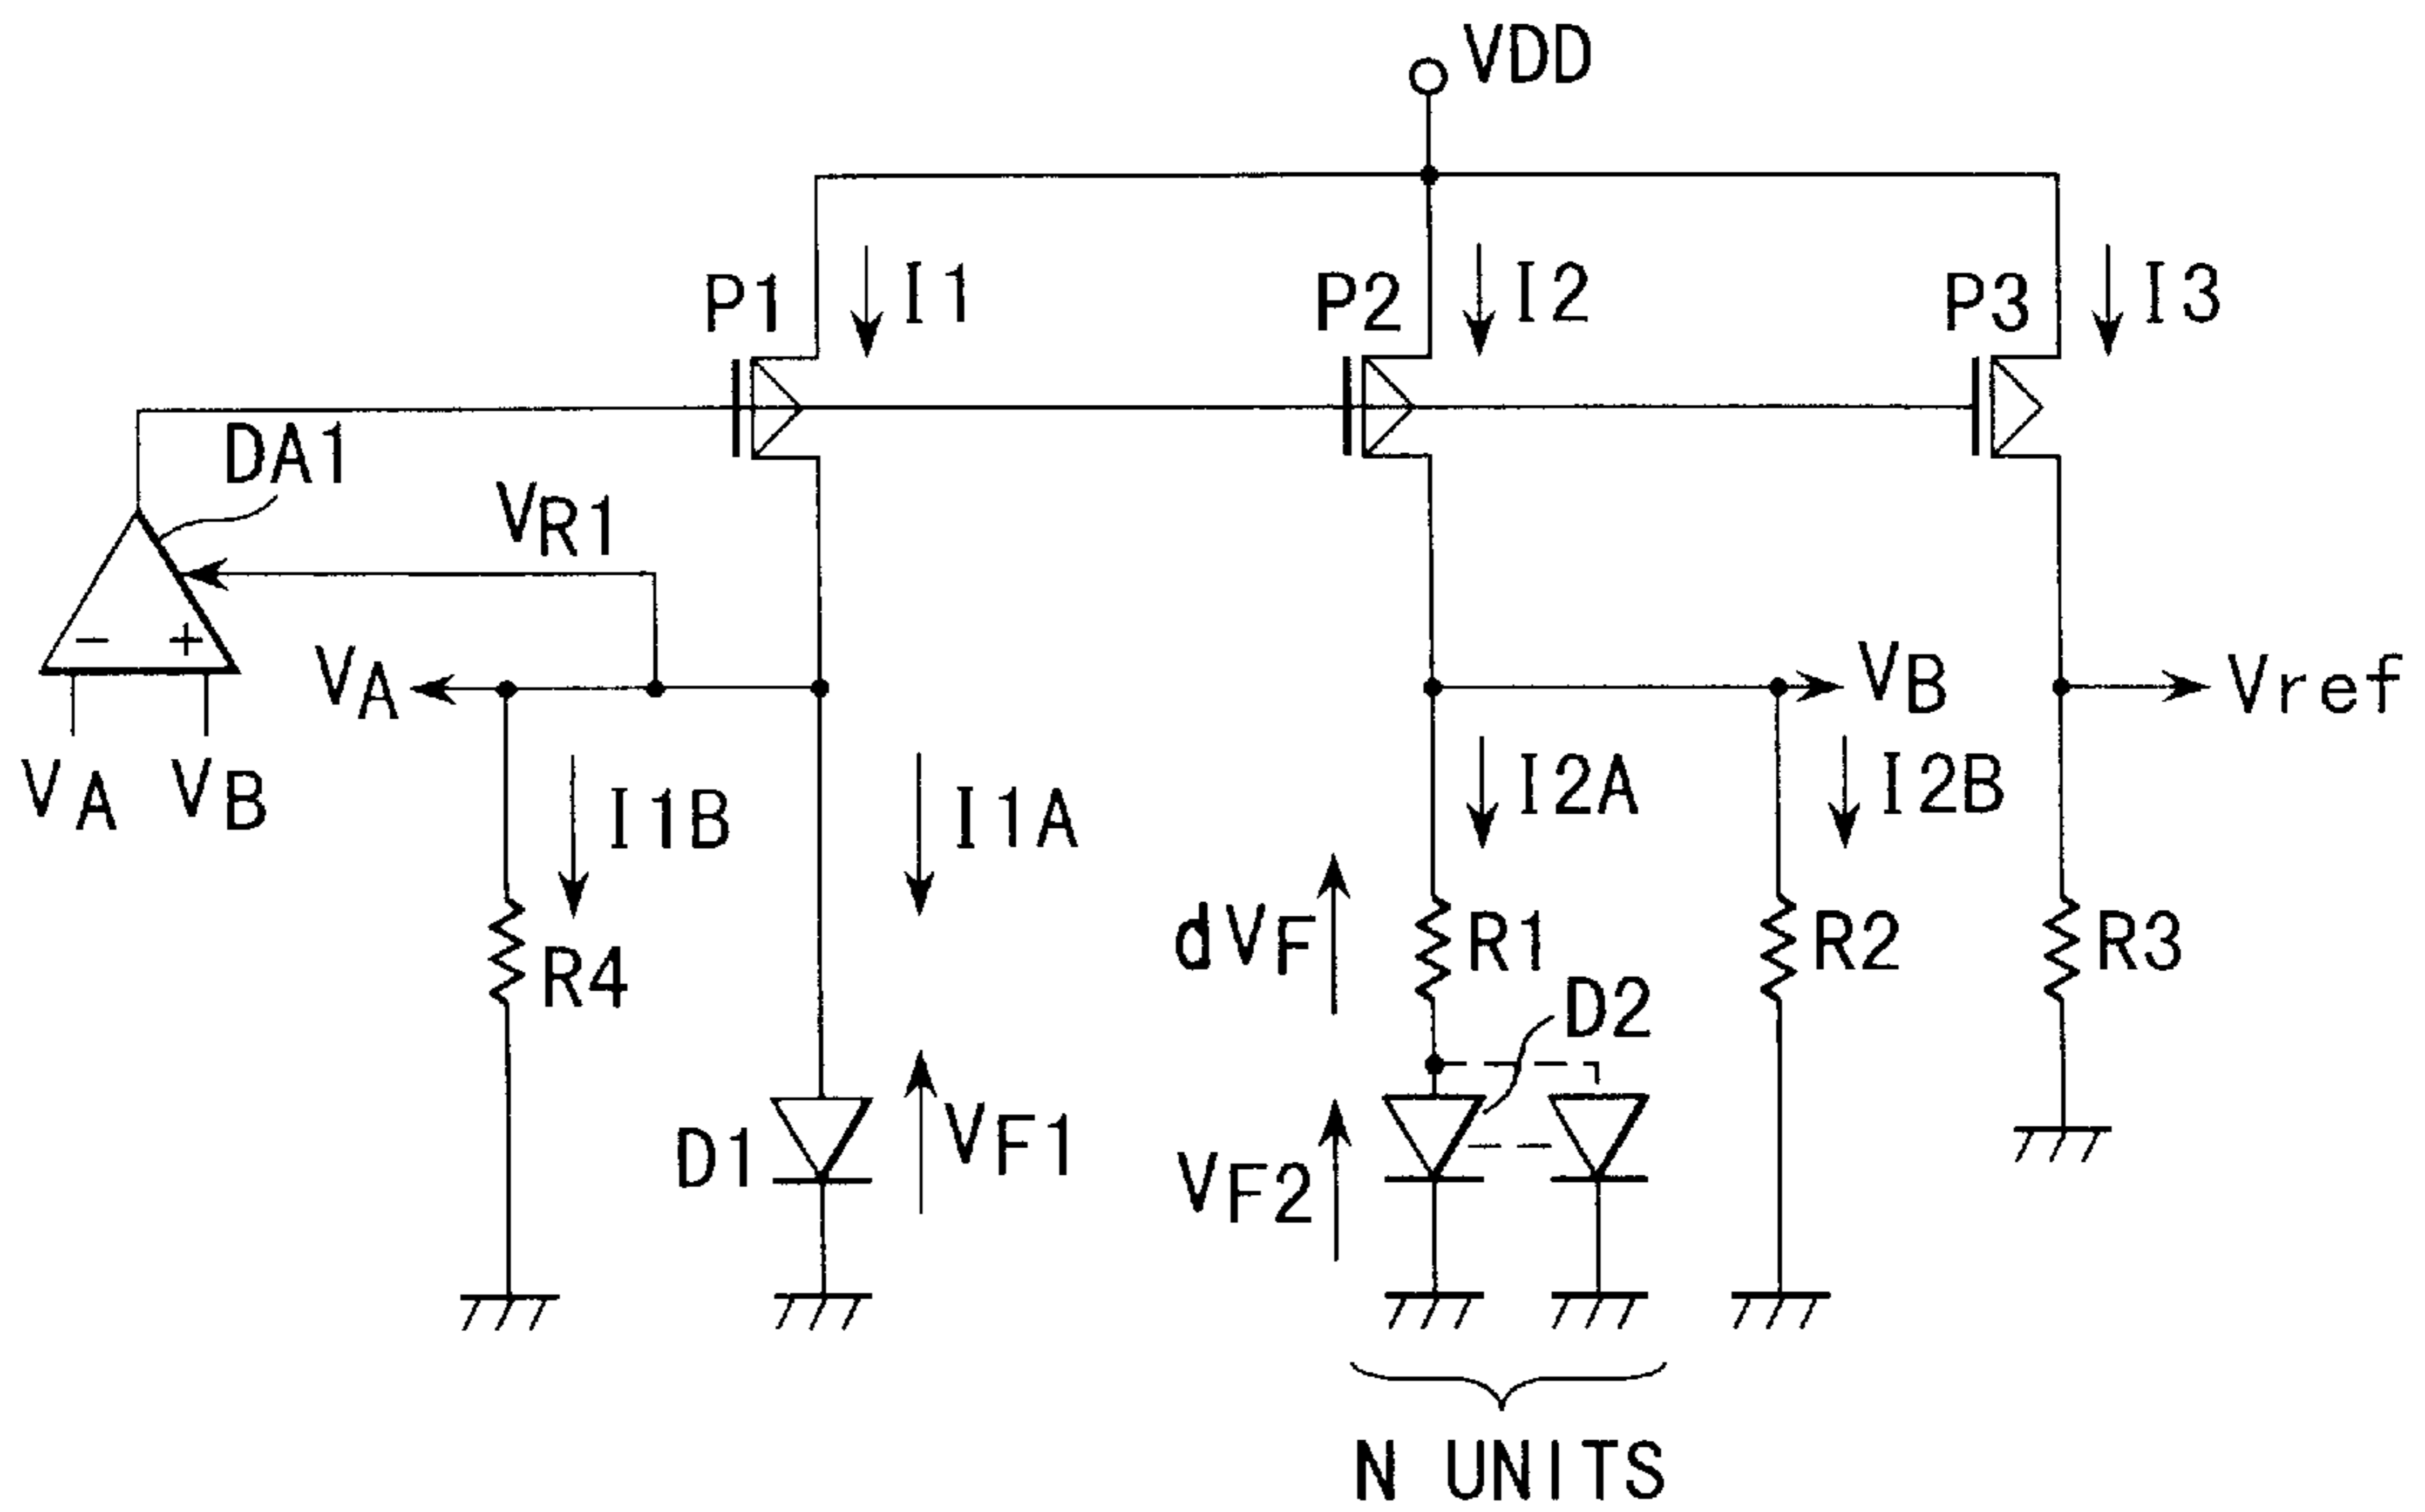 VDD
P1
I1
P2
I2
P3
I3
DA1
VR1
- +
VA
VB
Vref
VA VB
I1B
I1A
I2A
I2B
R4
dVF
R1
R2
R3
D2
D1
VF1
VF2
N UNITS